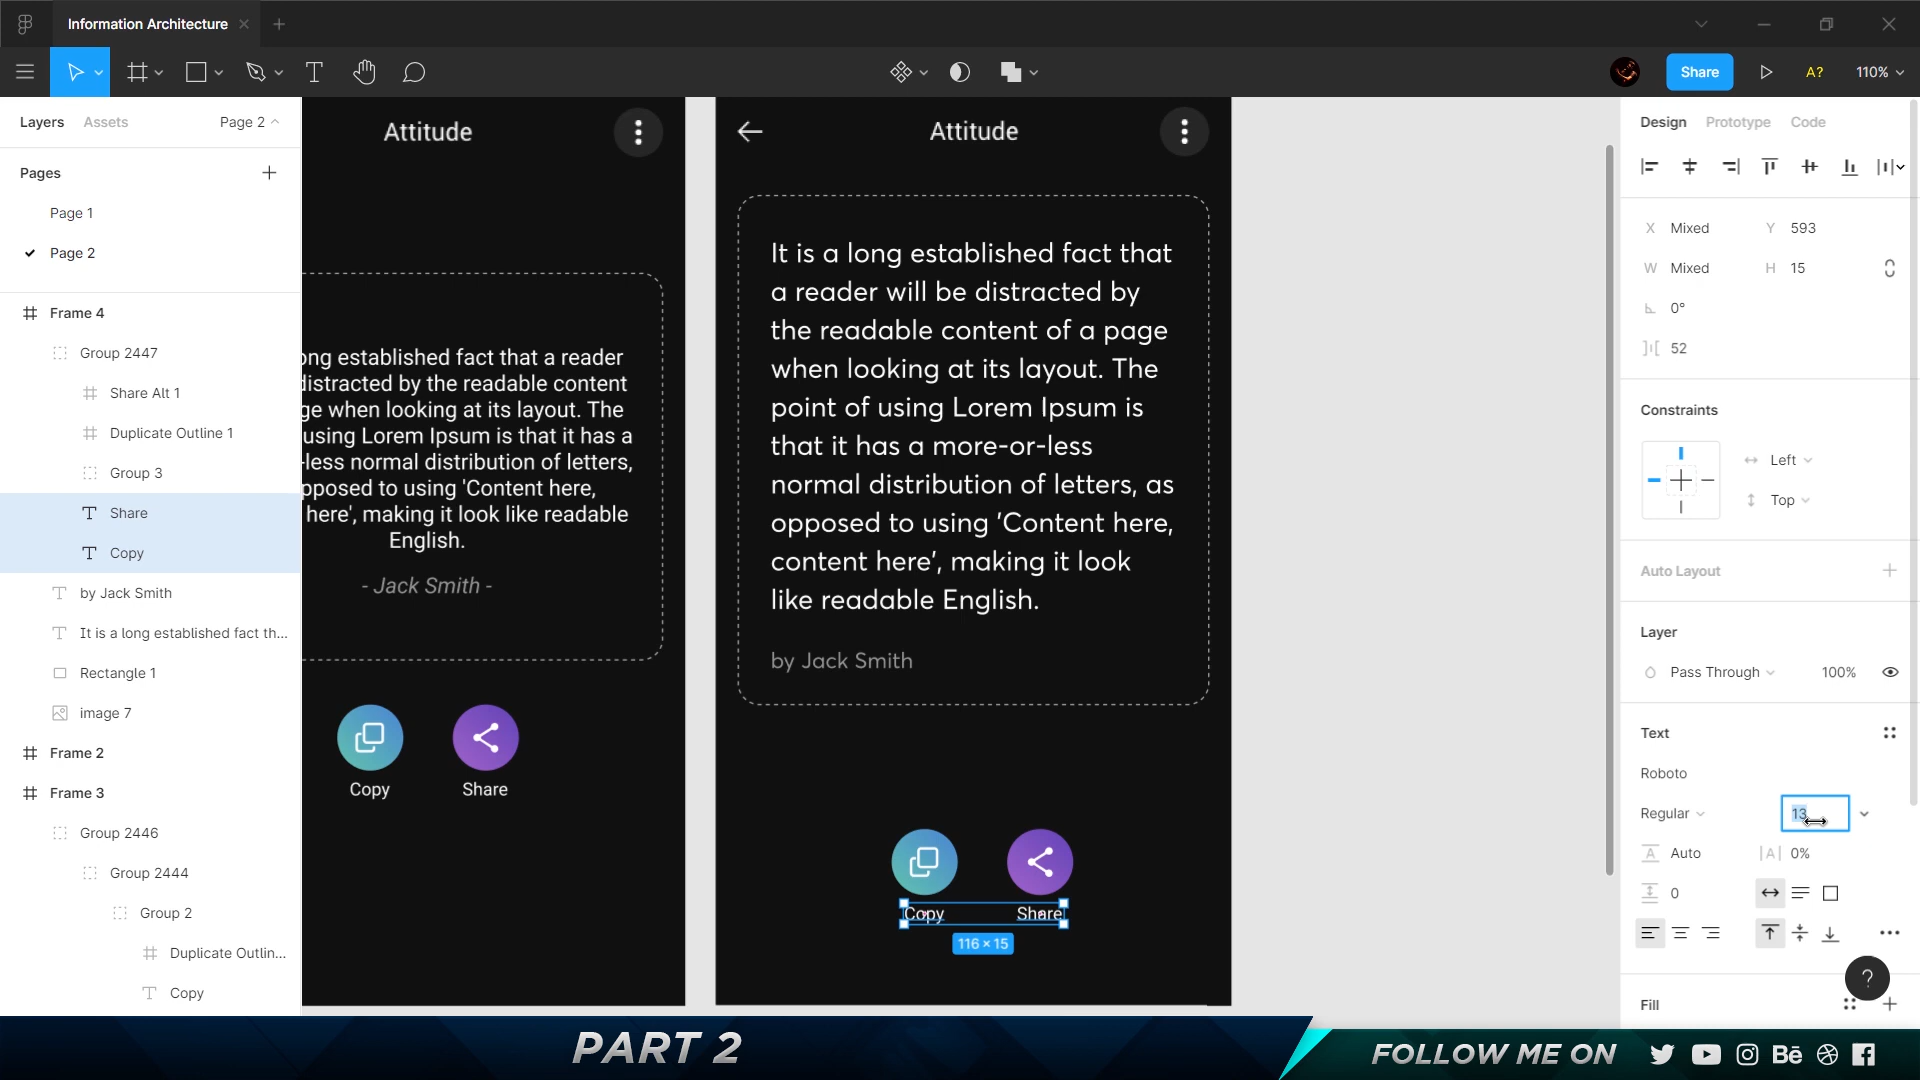 Information Architecture
Share
A?
110%
Layers
Assets
Page 2
Pages
Page 1
Page 2
Frame 4
Group 2447
Share Alt 1
Duplicate Outline 1
Group 3
Share
Copy
by Jack Smith
It is a long established fact th...
Rectangle 1
image 7
Frame 2
Frame 3
Group 2446
Group 2444
Group 2
Duplicate Outlin...
Copy
Attitude
ong established fact that a reader
distracted by the readable content
ge when looking at its layout. The
using Lorem Ipsum is that it has a
-less normal distribution of letters,
pposed to using 'Content here,
here', making it look like readable
English.
- Jack Smith -
Copy
Share
Attitude
It is a long established fact that
a reader will be distracted by
the readable content of a page
when looking at its layout. The
point of using Lorem Ipsum is
that it has a more-or-less
normal distribution of letters, as
opposed to using 'Content here,
content here', making it look
like readable English.
by Jack Smith
Copy
Share
116 × 15
Design
Prototype
Code
X Mixed
Y 593
W Mixed
H 15
0°
52
Constraints
Left
Top
Auto Layout
Layer
Pass Through
100%
Text
Roboto
Regular
13
Auto
0%
0
?
Fill
PART 2
FOLLOW ME ON
Bē